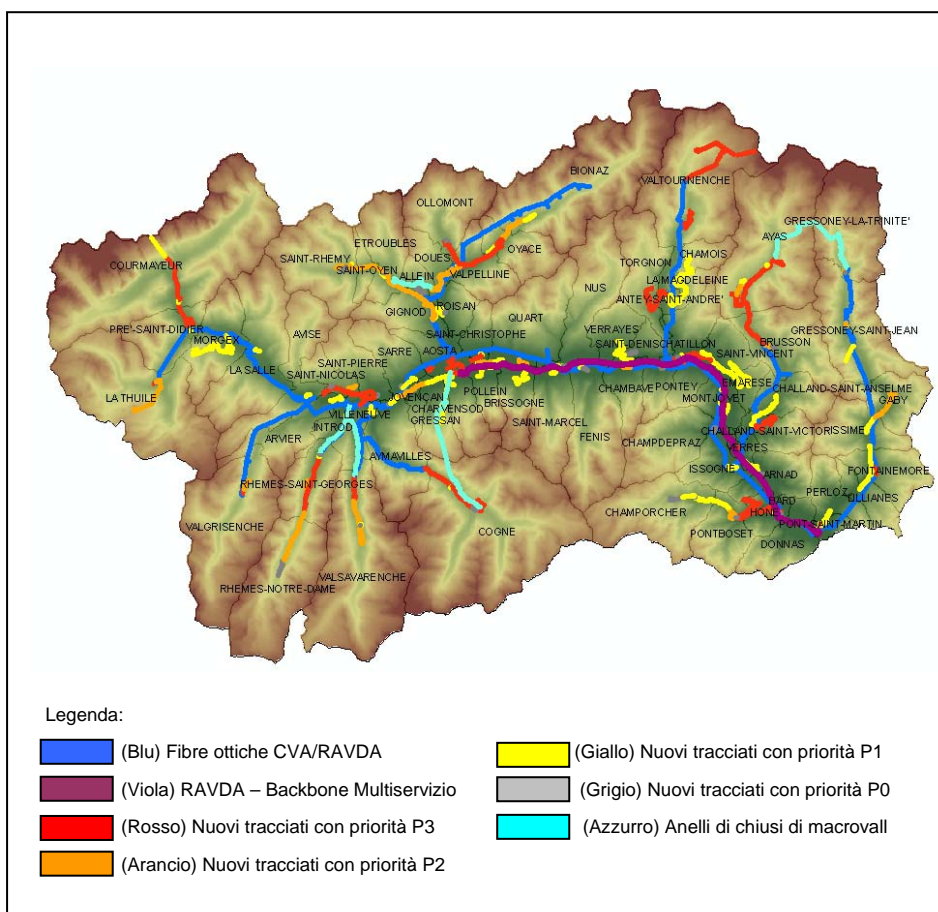 BIONAZ
VALTOURNENCHE
OLLOMONT
GRESSONEY-LA-TRINITE'
AYAS
ETROUBLES
DOUES
OYACE
SAINT-RHEMY
SAINT-OYEN
ALLEIN
VALPELLINE
COURMAYEUR
TORGNON
CHAMOIS
LA MAGDELEINE
ANTEY-SAINT-ANDRE'
NUS
GIGNOD
ROISAN
QUART
GRESSONEY-SAINT-JEAN
BRUSSON
PRE'-SAINT-DIDIER
MORGEX
AVISE
SAINT-CHRISTOPHE
VERRAYES
SAINT-DENIS
CHATILLON
SAINT-VINCENT
LA SALLE
SAINT-PIERRE
SARRE
AOSTA
SAINT-NICOLAS
EMARESE
CHALLAND-SAINT-ANSELME
LA THUILE
JOVENCAN
POLLEIN
BRISSOGNE
CHAMBAVE
PONTEY
MONTJOVET
GABY
VILLENEUVE
CHARVENSOD
GRESSAN
SAINT-MARCEL
INTROD
ARVIER
FENIS
CHAMPDEPRAZ
CHALLAND-SAINT-VICTOR
ISSIME
VERRES
AYMAVILLES
ISSOGNE
ARNAD
FONTAINEMORE
RHEMES-SAINT-GEORGES
PERLOZ
LILLIANES
BARD
VALGRISENCHE
CHAMPORCHER
HONE
PONT-SAINT-MARTIN
COGNE
PONTBOSET
DONNAS
VALSAVARENCHE
RHEMES-NOTRE-DAME
Legenda:
(Blu) Fibre ottiche CVA/RAVDA
(Giallo) Nuovi tracciati con priorità P1
(Viola) RAVDA – Backbone Multiservizio
(Grigio) Nuovi tracciati con priorità P0
(Rosso) Nuovi tracciati con priorità P3
(Azzurro) Anelli di chiusi di macrovall
(Arancio) Nuovi tracciati con priorità P2